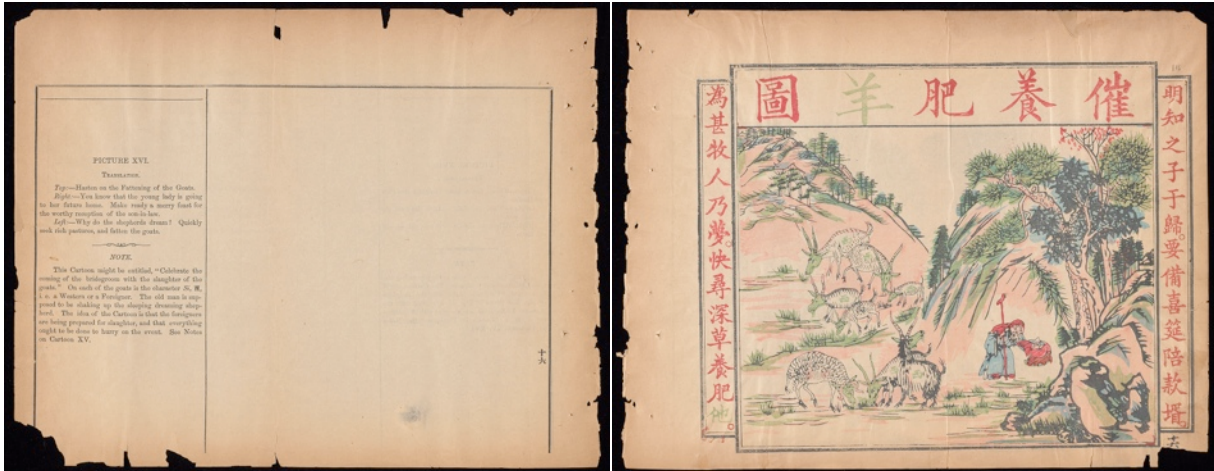 PICTURE XVI.
TRANSLATION.
Top:—Hasten on the Fattening of the Goats.
Right:—You know that the young lady is going
to her future home. Make ready a merry feast for
the worthy reception of the son-in-law.
Left:—Why do the shepherds dream? Quickly
seek rich pastures, and fatten the goats.
NOTE.
This Cartoon might be entitled, "Celebrate the
coming of the bridegroom with the slaughter of the
goats." On each of the goats is the character Si, 西,
i. e. a Western or a Foreigner. The old man is sup-
posed to be shaking up the sleeping dreaming shep-
herd. The idea of the Cartoon is that the foreigners
are being prepared for slaughter, and that everything
ought to be done to hurry on the event. See Notes
on Cartoon XV.
十六
催養肥羊圖
明知之子于歸。要備喜筵陪款壻。
為甚牧人乃夢。快尋深草養肥他。
十六